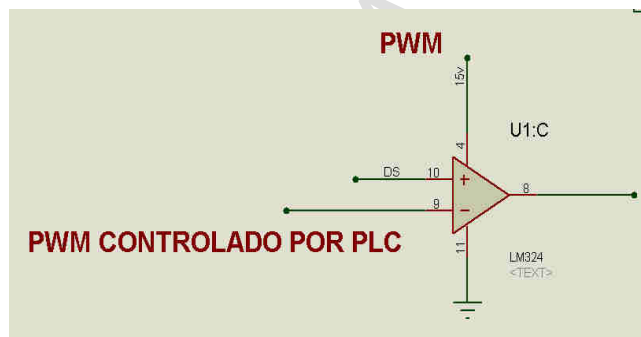 PWM
15v
U1:C
4
DS
10
+
8
9
-
PWM CONTROLADO POR PLC
11
LM324
<TEXT>